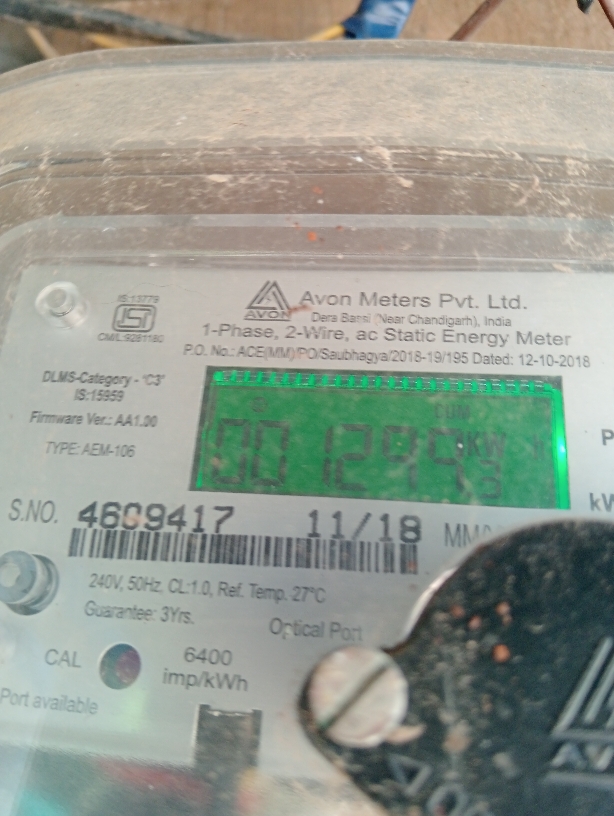 IS:13779
ISI
CM/L:9281180
AVON
Avon Meters Pvt. Ltd.
Dera Bassi (Near Chandigarh), India
1-Phase, 2-Wire, ac Static Energy Meter
P.O. No.: ACE(MM)/PO/Saubhagya/2018-19/195 Dated: 12-10-2018
DLMS-Category - 'C3'
IS:15959
Firmware Ver.: AA1.00
TYPE: AEM-106
CUM
KW
S.NO. 4609417 11/18
240V, 50Hz, CL:1.0, Ref. Temp. 27°C
Guarantee: 3Yrs.
Optical Port
CAL
6400
imp/kWh
Port available